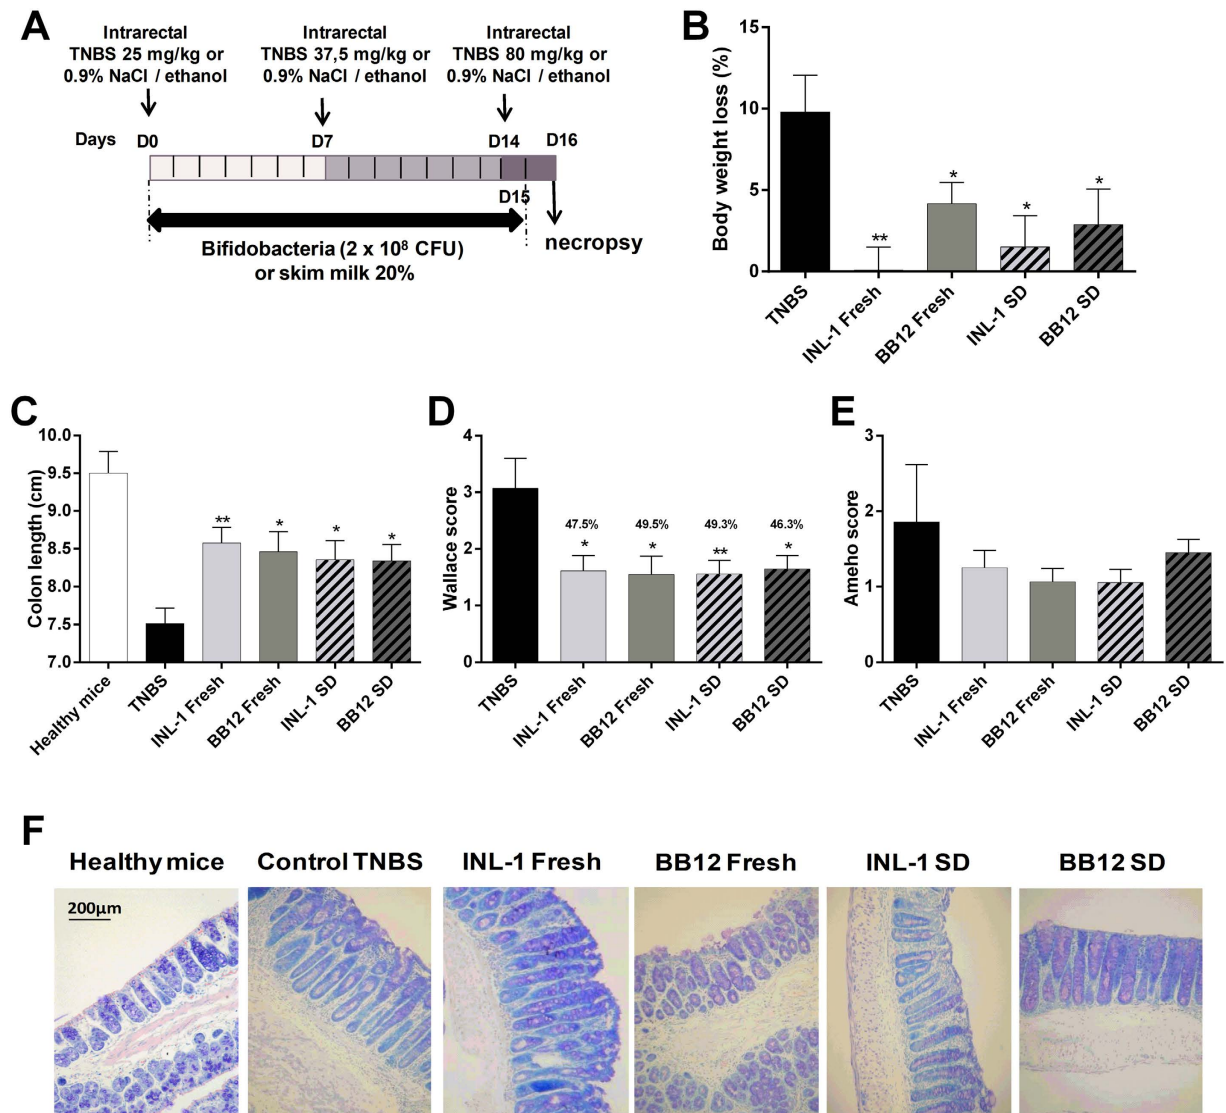 A
Intrarectal
TNBS 25 mg/kg or
0.9% NaCl / ethanol
Intrarectal
TNBS 37,5 mg/kg or
0.9% NaCl / ethanol
Intrarectal
TNBS 80 mg/kg or
0.9% NaCl / ethanol
Days D0 D7 D14 D16
D15
Bifidobacteria (2 x 10⁸ CFU)
or skim milk 20%
necropsy
B
Body weight loss (%)
15
10
5
0
** * * *
TNBS
INL-1 Fresh
BB12 Fresh
INL-1 SD
BB12 SD
C
Colon length (cm)
10.0
9.5
9.0
8.5
8.0
7.5
7.0
** * * *
Healthy mice
TNBS
INL-1 Fresh
BB12 Fresh
INL-1 SD
BB12 SD
D
Wallace score
4
3
2
1
0
47.5% 49.5% 49.3% 46.3%
* * ** *
TNBS
INL-1 Fresh
BB12 Fresh
INL-1 SD
BB12 SD
E
Ameho score
3
2
1
0
TNBS
INL-1 Fresh
BB12 Fresh
INL-1 SD
BB12 SD
F
Healthy mice Control TNBS INL-1 Fresh BB12 Fresh INL-1 SD BB12 SD
200µm